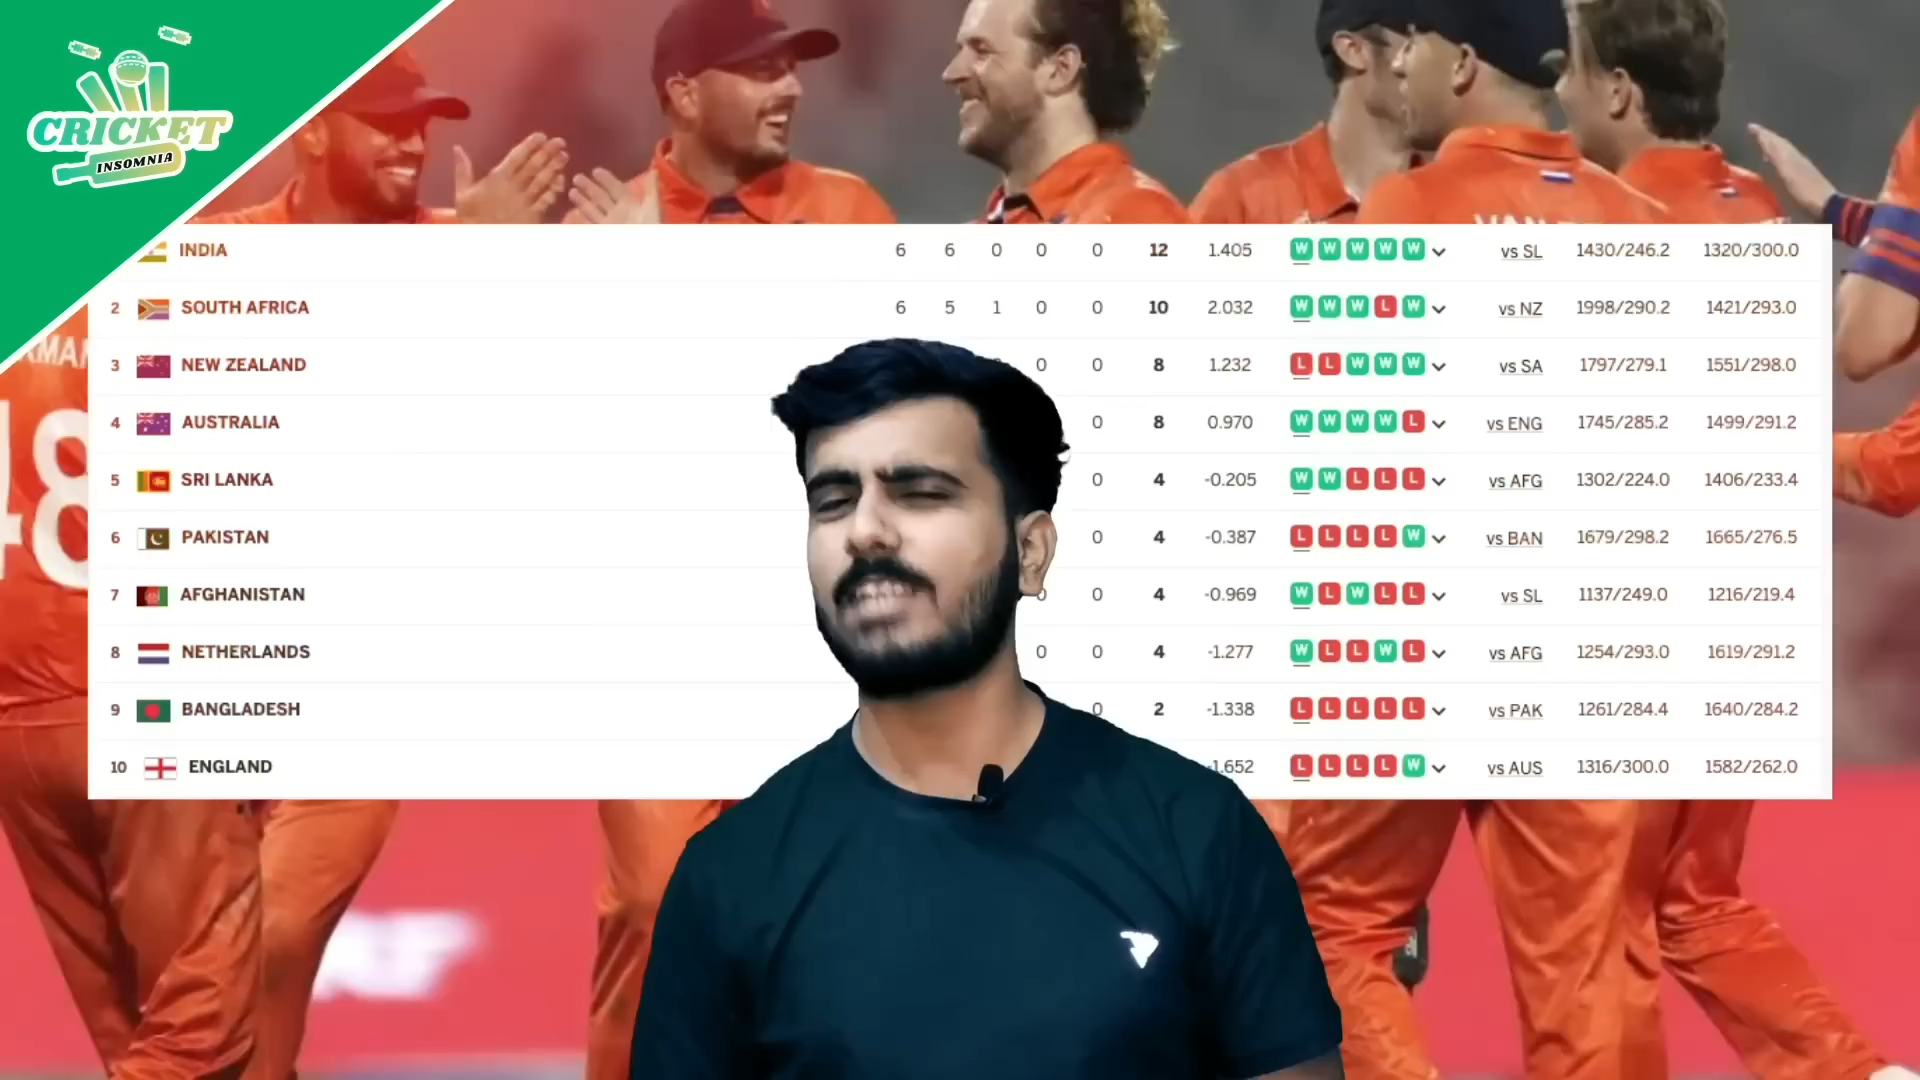 CRICKET
INSOMNIA
INDIA 6 6 0 0 0 12 1.405 W W W W W vs SL 1430/246.2 1320/300.0
2 SOUTH AFRICA 6 5 1 0 0 10 2.032 W W W L W vs NZ 1998/290.2 1421/293.0
3 NEW ZEALAND 0 0 8 1.232 L L W W W vs SA 1797/279.1 1551/298.0
4 AUSTRALIA 0 8 0.970 W W W W L vs ENG 1745/285.2 1499/291.2
5 SRI LANKA 0 4 -0.205 W W L L L vs AFG 1302/224.0 1406/233.4
6 PAKISTAN 0 4 -0.387 L L L L W vs BAN 1679/298.2 1665/276.5
7 AFGHANISTAN 0 4 -0.969 W L W L L vs SL 1137/249.0 1216/219.4
8 NETHERLANDS 0 0 4 -1.277 W L L W L vs AFG 1254/293.0 1619/291.2
9 BANGLADESH 0 2 -1.338 L L L L L vs PAK 1261/284.4 1640/284.2
10 ENGLAND -1.652 L L L L W vs AUS 1316/300.0 1582/262.0
48